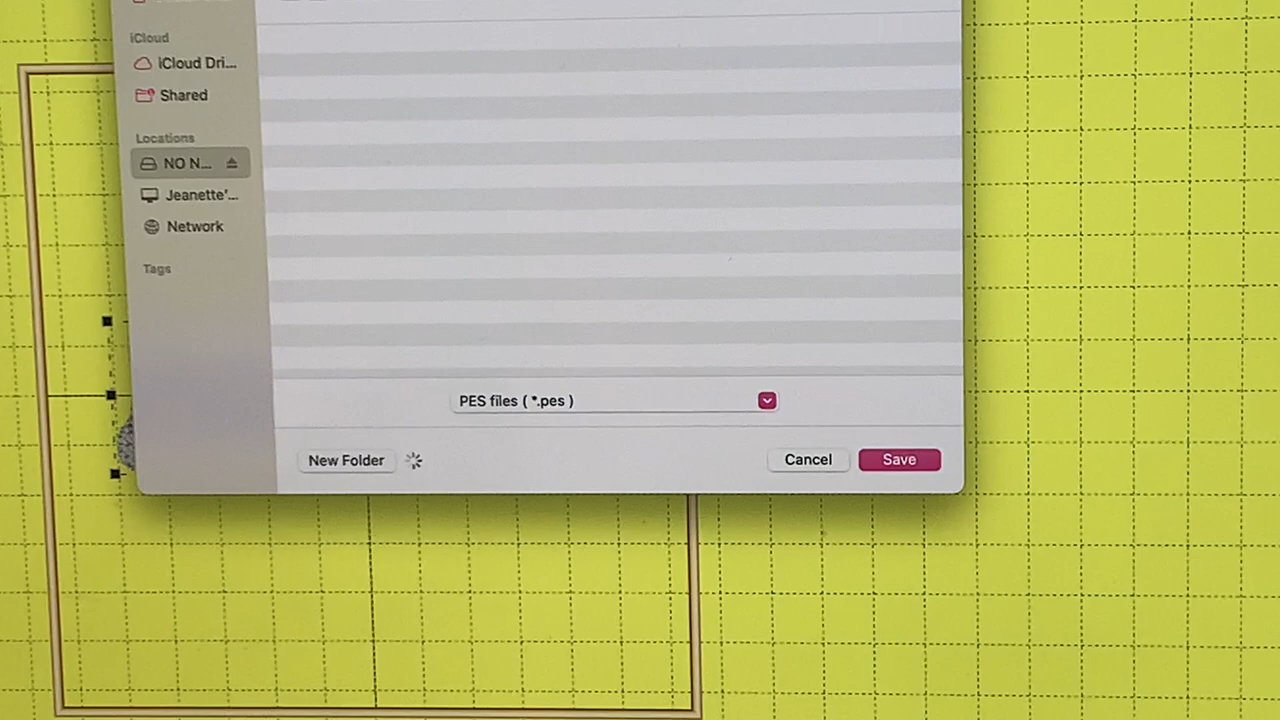 iCloud
iCloud Dri...
Shared
Locations
NO N...
Jeanette'...
Network
Tags
PES files ( *.pes )
New Folder
Cancel
Save